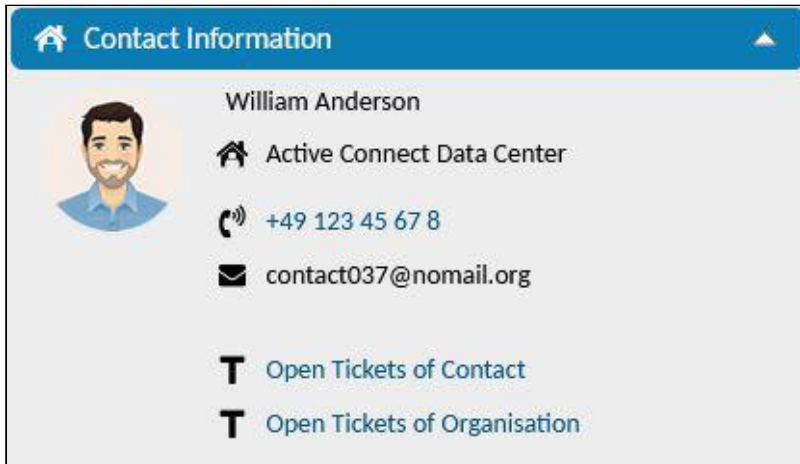 Contact Information
William Anderson
Active Connect Data Center
+49 123 45 67 8
contact037@nomail.org
T Open Tickets of Contact
T Open Tickets of Organisation